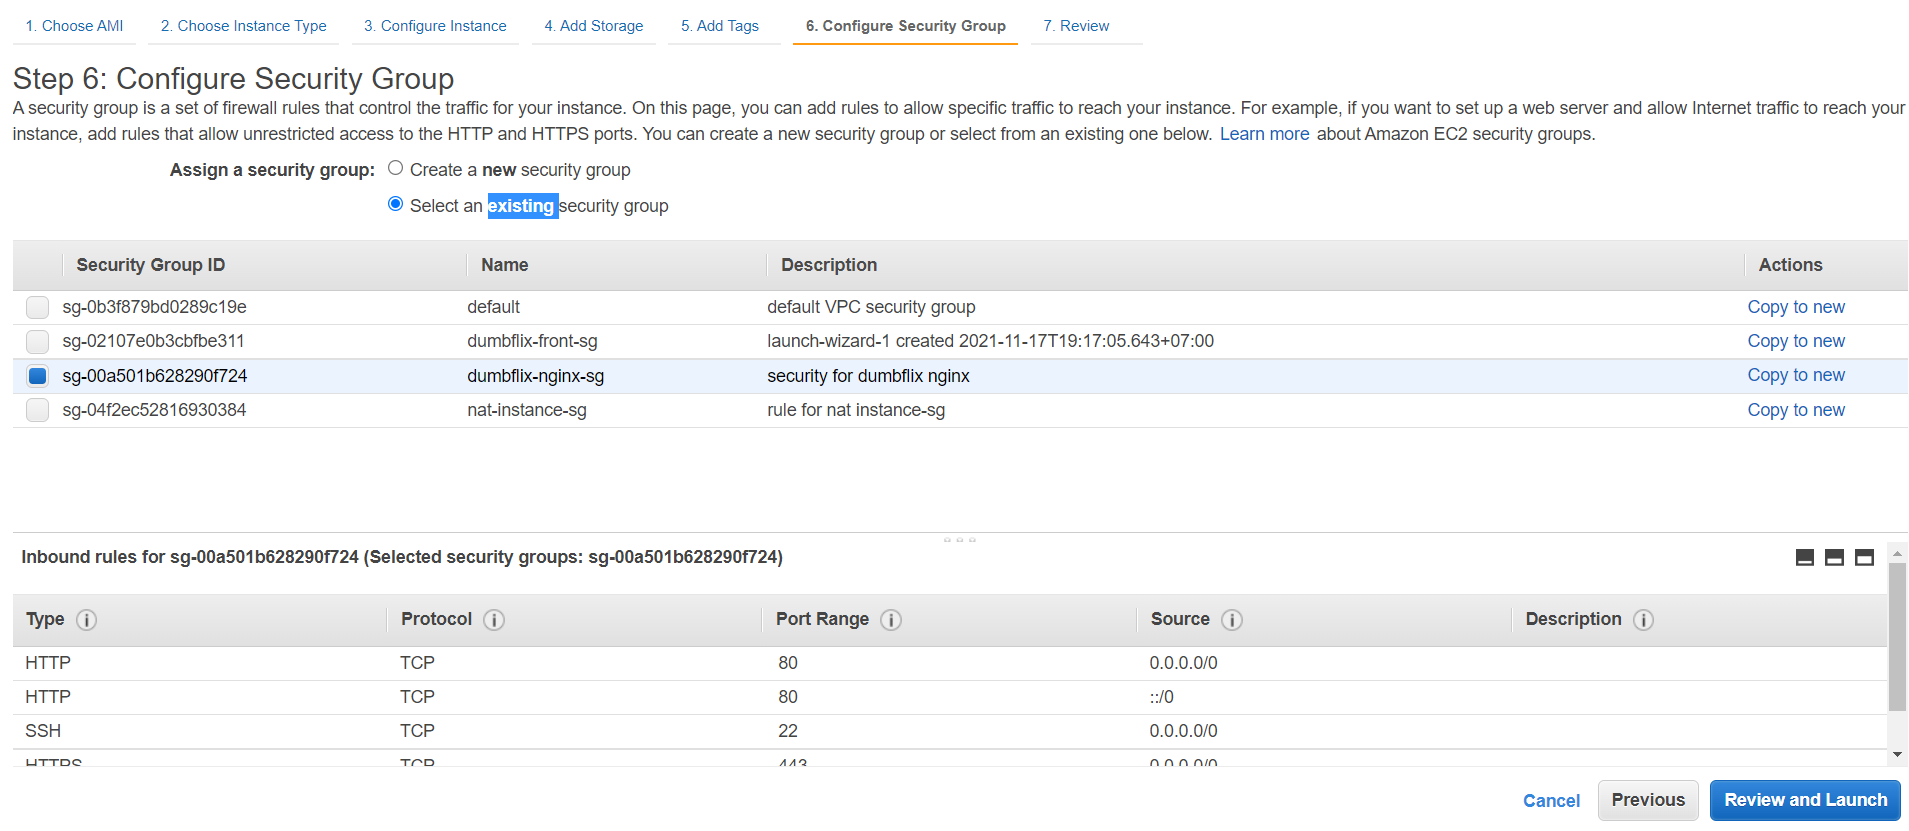 1. Choose AMI 2. Choose Instance Type 3. Configure Instance 4. Add Storage 5. Add Tags 6. Configure Security Group 7. Review
Step 6: Configure Security Group
A security group is a set of firewall rules that control the traffic for your instance. On this page, you can add rules to allow specific traffic to reach your instance. For example, if you want to set up a web server and allow Internet traffic to reach your
instance, add rules that allow unrestricted access to the HTTP and HTTPS ports. You can create a new security group or select from an existing one below. Learn more about Amazon EC2 security groups.
Assign a security group: Create a new security group
Select an existing security group
Security Group ID Name Description Actions
sg-0b3f879bd0289c19e default default VPC security group Copy to new
sg-02107e0b3cbfbe311 dumbflix-front-sg launch-wizard-1 created 2021-11-17T19:17:05.643+07:00 Copy to new
sg-00a501b628290f724 dumbflix-nginx-sg security for dumbflix nginx Copy to new
sg-04f2ec52816930384 nat-instance-sg rule for nat instance-sg Copy to new
Inbound rules for sg-00a501b628290f724 (Selected security groups: sg-00a501b628290f724)
Type Protocol Port Range Source Description
HTTP TCP 80 0.0.0.0/0
HTTP TCP 80 ::/0
SSH TCP 22 0.0.0.0/0
HTTPS TCP 443 0.0.0.0/0
Cancel Previous Review and Launch